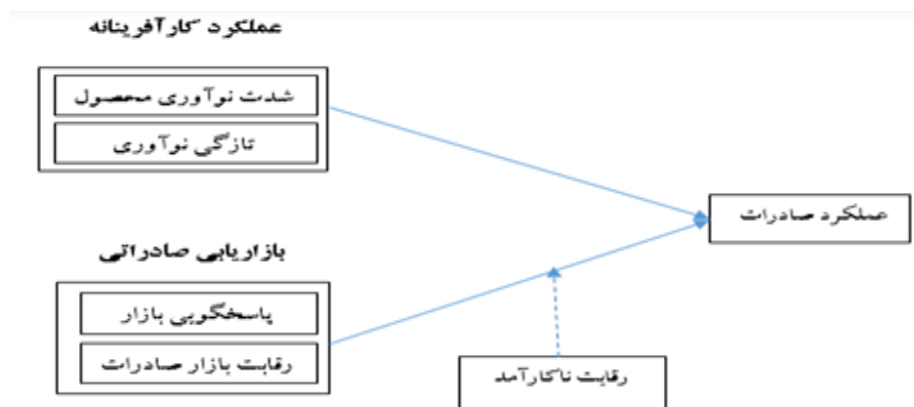 عملکرد کارآفرینانه
شدت نوآوری محصول
تازگی نوآوری
عملکرد صادرات
بازاریابی صادراتی
پاسخگویی بازار
رقابت بازار صادرات
رقابت ناکارآمد